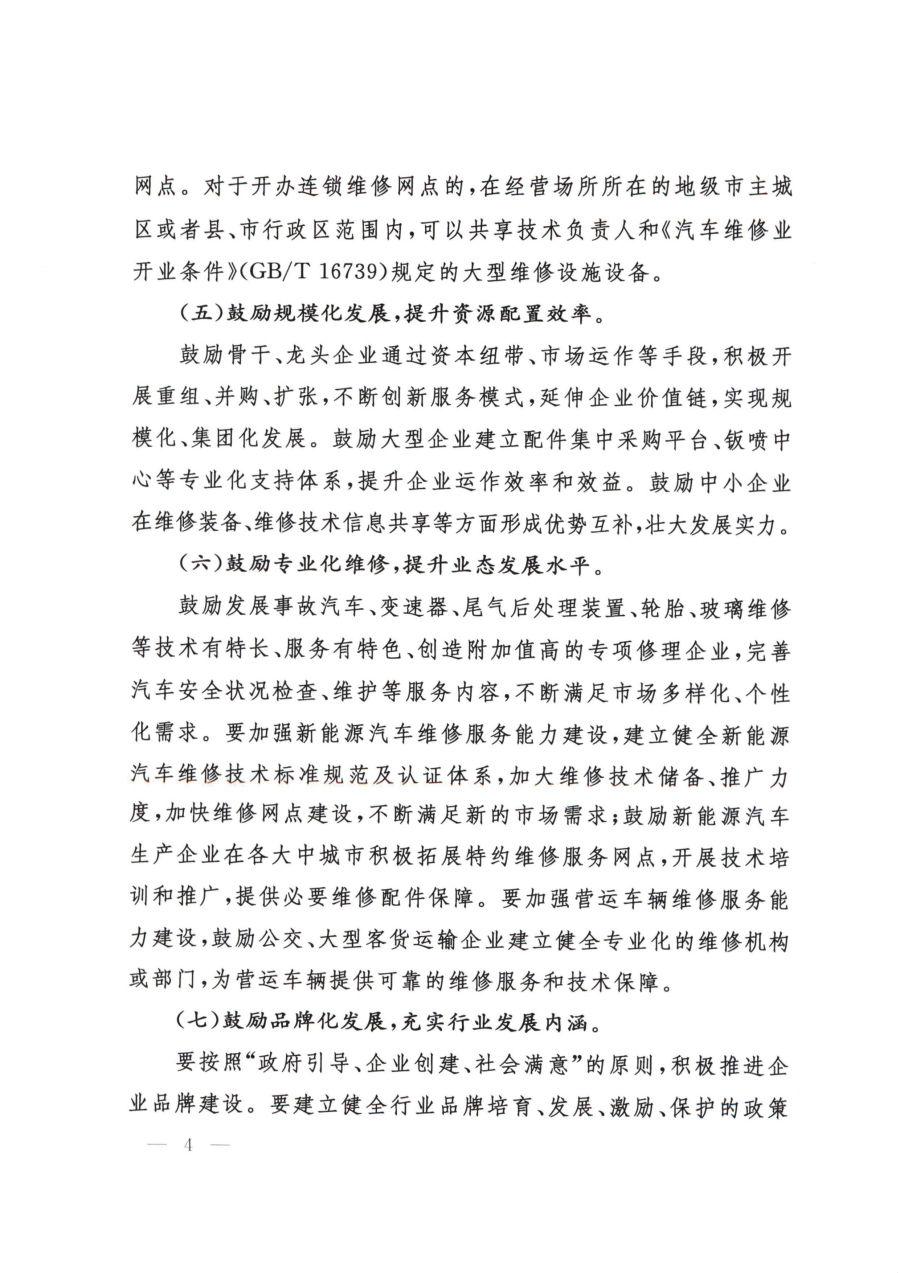 网点。对于开办连锁维修网点的,在经营场所所在的地级市主城
区或者县、市行政区范围内,可以共享技术负责人和《汽车维修业
开业条件》(GB/T 16739)规定的大型维修设施设备。
(五)鼓励规模化发展,提升资源配置效率。
鼓励骨干、龙头企业通过资本纽带、市场运作等手段,积极开
展重组、并购、扩张,不断创新服务模式,延伸企业价值链,实现规
模化、集团化发展。鼓励大型企业建立配件集中采购平台、钣喷中
心等专业化支持体系,提升企业运作效率和效益。鼓励中小企业
在维修装备、维修技术信息共享等方面形成优势互补,壮大发展实力。
(六)鼓励专业化维修,提升业态发展水平。
鼓励发展事故汽车、变速器、尾气后处理装置、轮胎、玻璃维修
等技术有特长、服务有特色、创造附加值高的专项修理企业,完善
汽车安全状况检查、维护等服务内容,不断满足市场多样化、个性
化需求。要加强新能源汽车维修服务能力建设,建立健全新能源
汽车维修技术标准规范及认证体系,加大维修技术储备、推广力
度,加快维修网点建设,不断满足新的市场需求;鼓励新能源汽车
生产企业在各大中城市积极拓展特约维修服务网点,开展技术培
训和推广,提供必要维修配件保障。要加强营运车辆维修服务能
力建设,鼓励公交、大型客货运输企业建立健全专业化的维修机构
或部门,为营运车辆提供可靠的维修服务和技术保障。
(七)鼓励品牌化发展,充实行业发展内涵。
要按照“政府引导、企业创建、社会满意”的原则,积极推进企
业品牌建设。要建立健全行业品牌培育、发展、激励、保护的政策
— 4 —